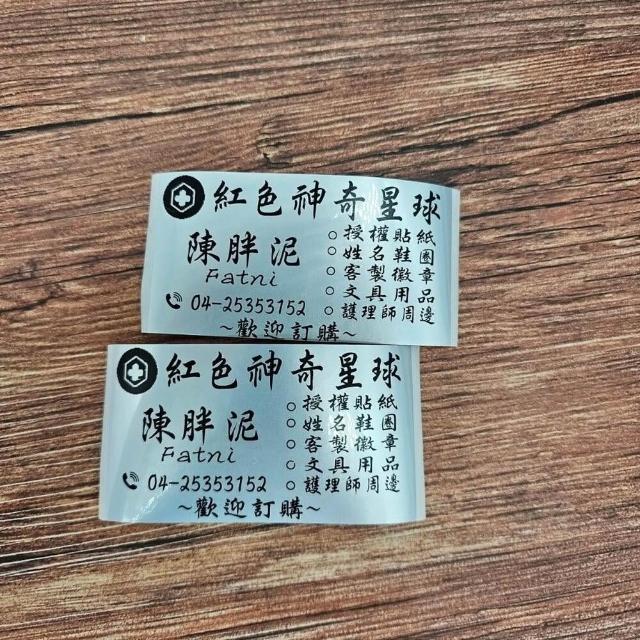 紅色神奇星球
陳胖泥
Fatni
04-25353152
○授權貼紙
○姓名鞋圈
○客製徽章
○文具用品
○護理師周邊
~歡迎訂購~
紅色神奇星球
陳胖泥
Fatni
04-25353152
○授權貼紙
○姓名鞋圈
○客製徽章
○文具用品
○護理師周邊
~歡迎訂購~